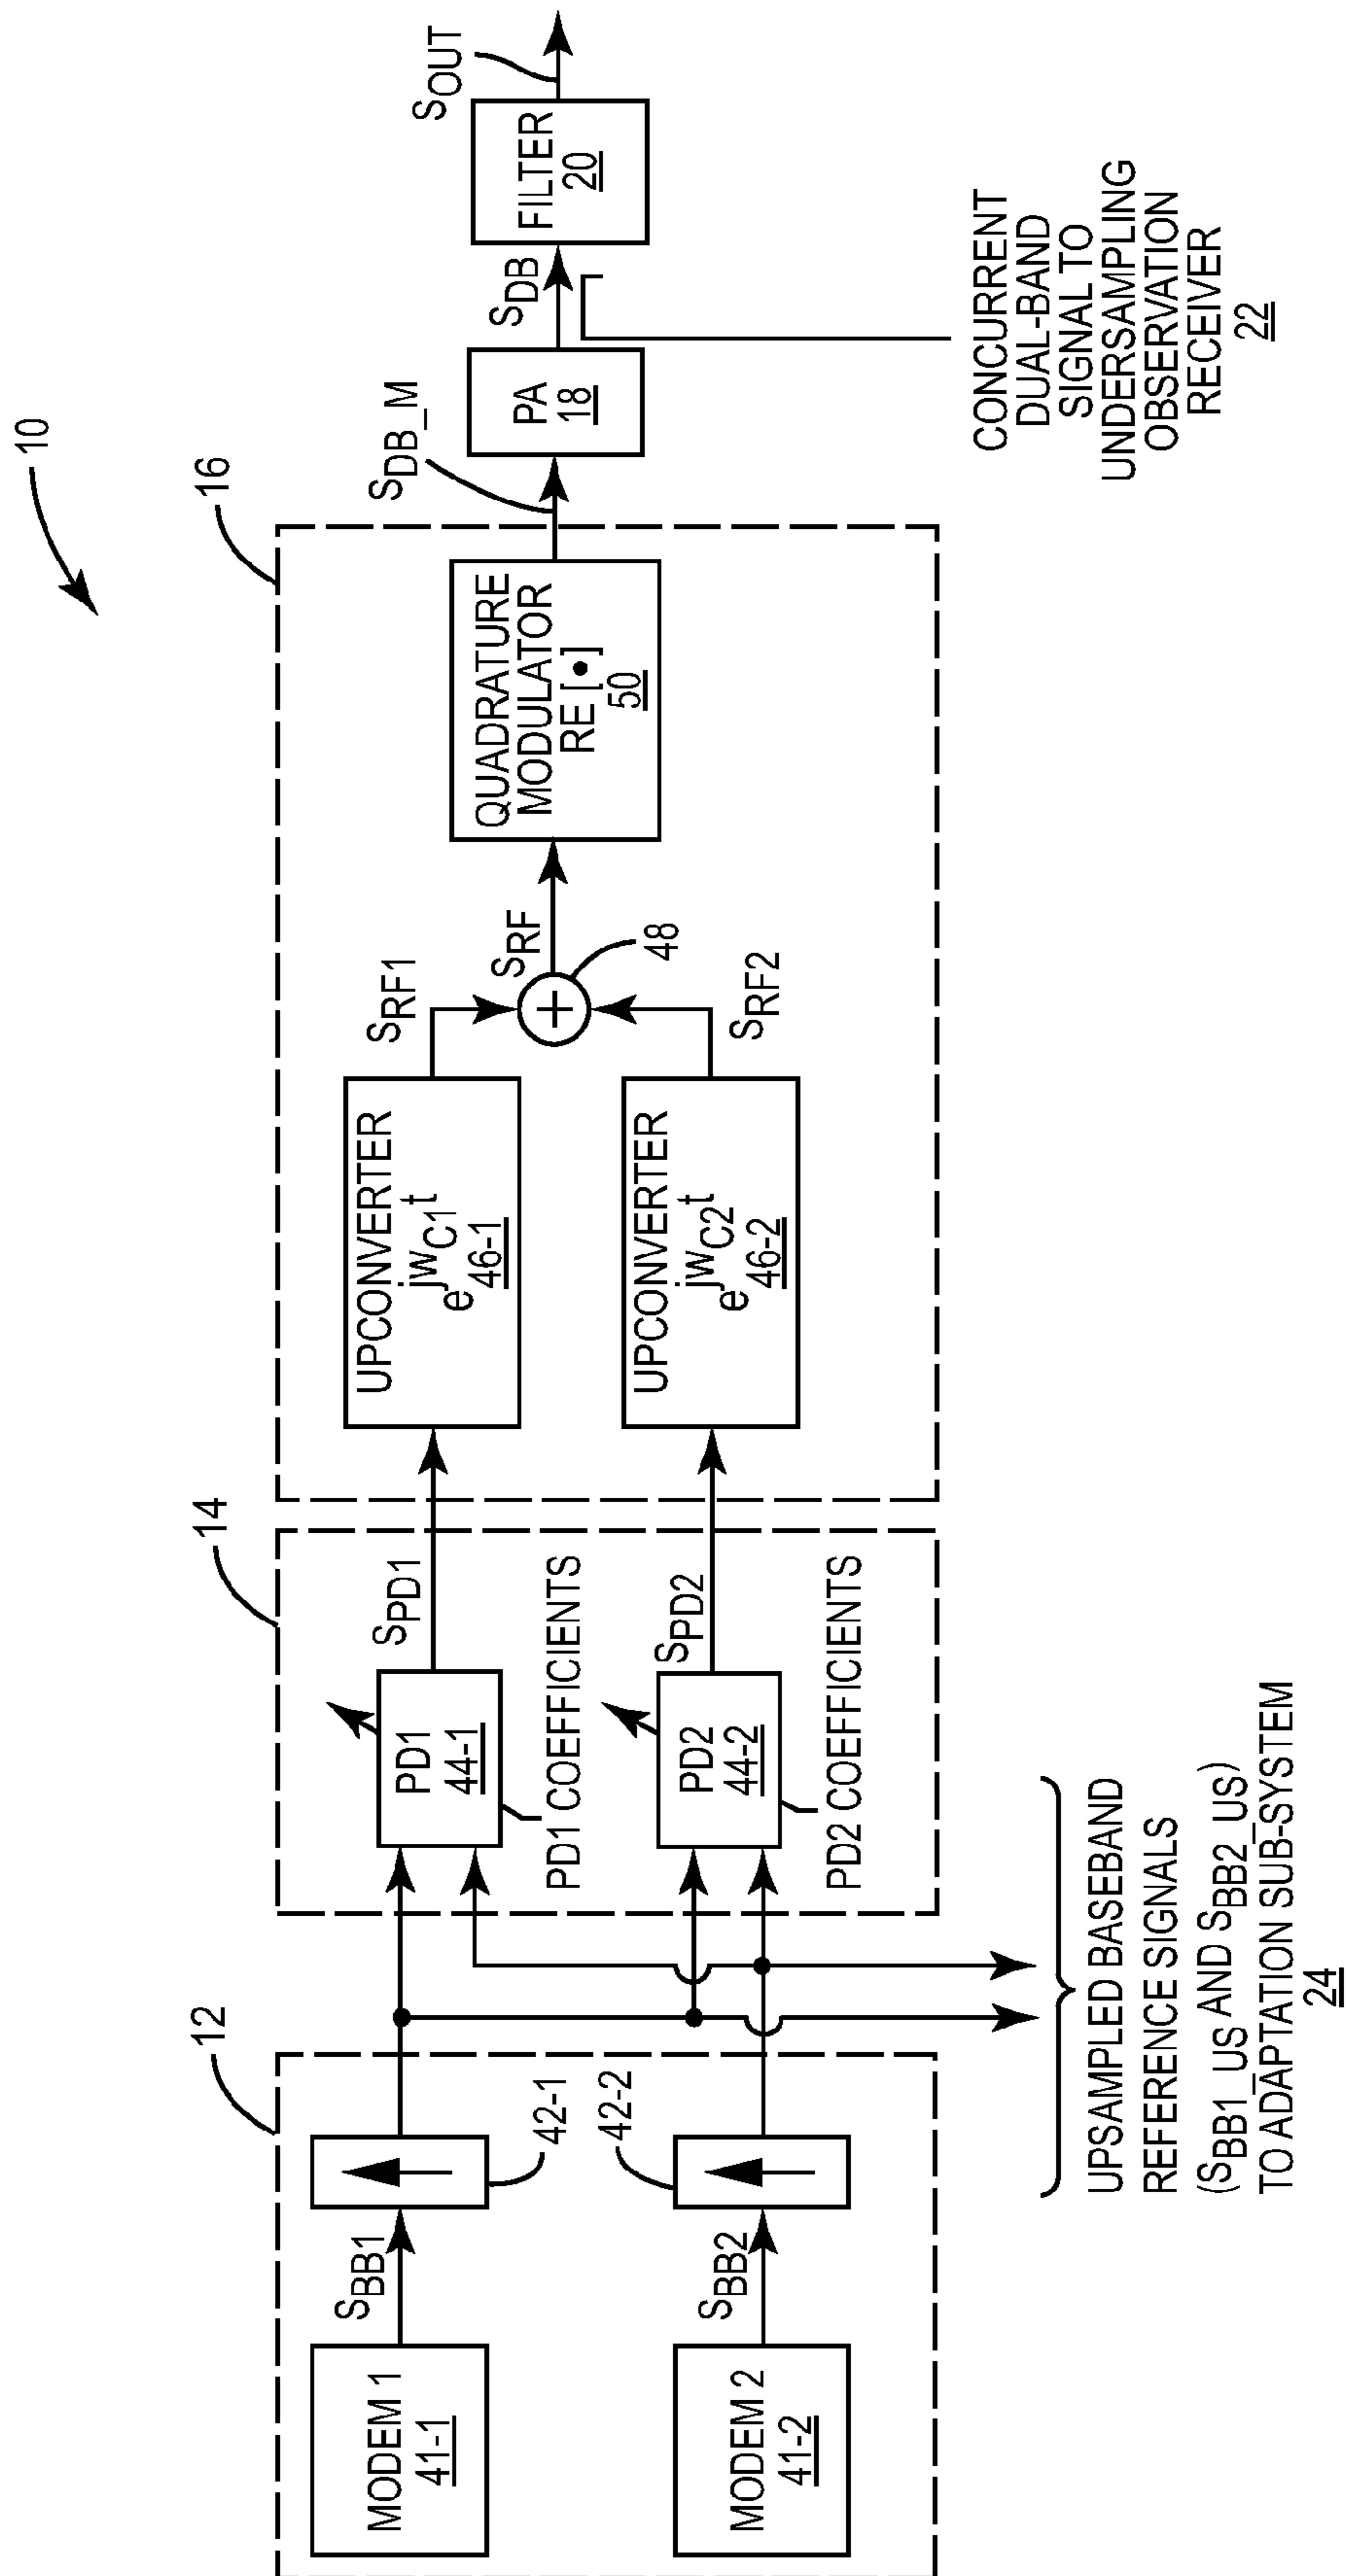 10
12
MODEM 1
41-1
SBB1
42-1
MODEM 2
41-2
SBB2
42-2
14
PD1
44-1
SPD1
PD1 COEFFICIENTS
PD2
44-2
SPD2
PD2 COEFFICIENTS
UPSAMPLED BASEBAND
REFERENCE SIGNALS
(SBB1_US AND SBB2_US)
TO ADAPTATION SUB-SYSTEM
24
16
UPCONVERTER
e^jwC1t
46-1
SRF1
UPCONVERTER
e^jwC2t
46-2
SRF2
+
48
SRF
QUADRATURE
MODULATOR
RE [•]
50
SDB_M
PA
18
SDB
FILTER
20
SOUT
CONCURRENT
DUAL-BAND
SIGNAL TO
UNDERSAMPLING
OBSERVATION
RECEIVER
22